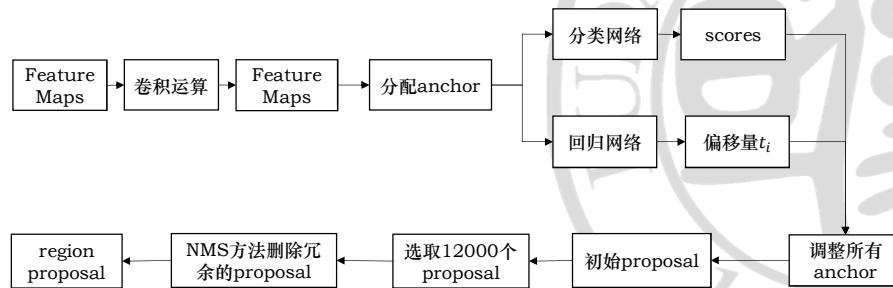 分类网络
scores
Feature
Maps
卷积运算
Feature
Maps
分配anchor
回归网络
偏移量tᵢ
region
proposal
NMS方法删除冗
余的proposal
选取12000个
proposal
初始proposal
调整所有
anchor